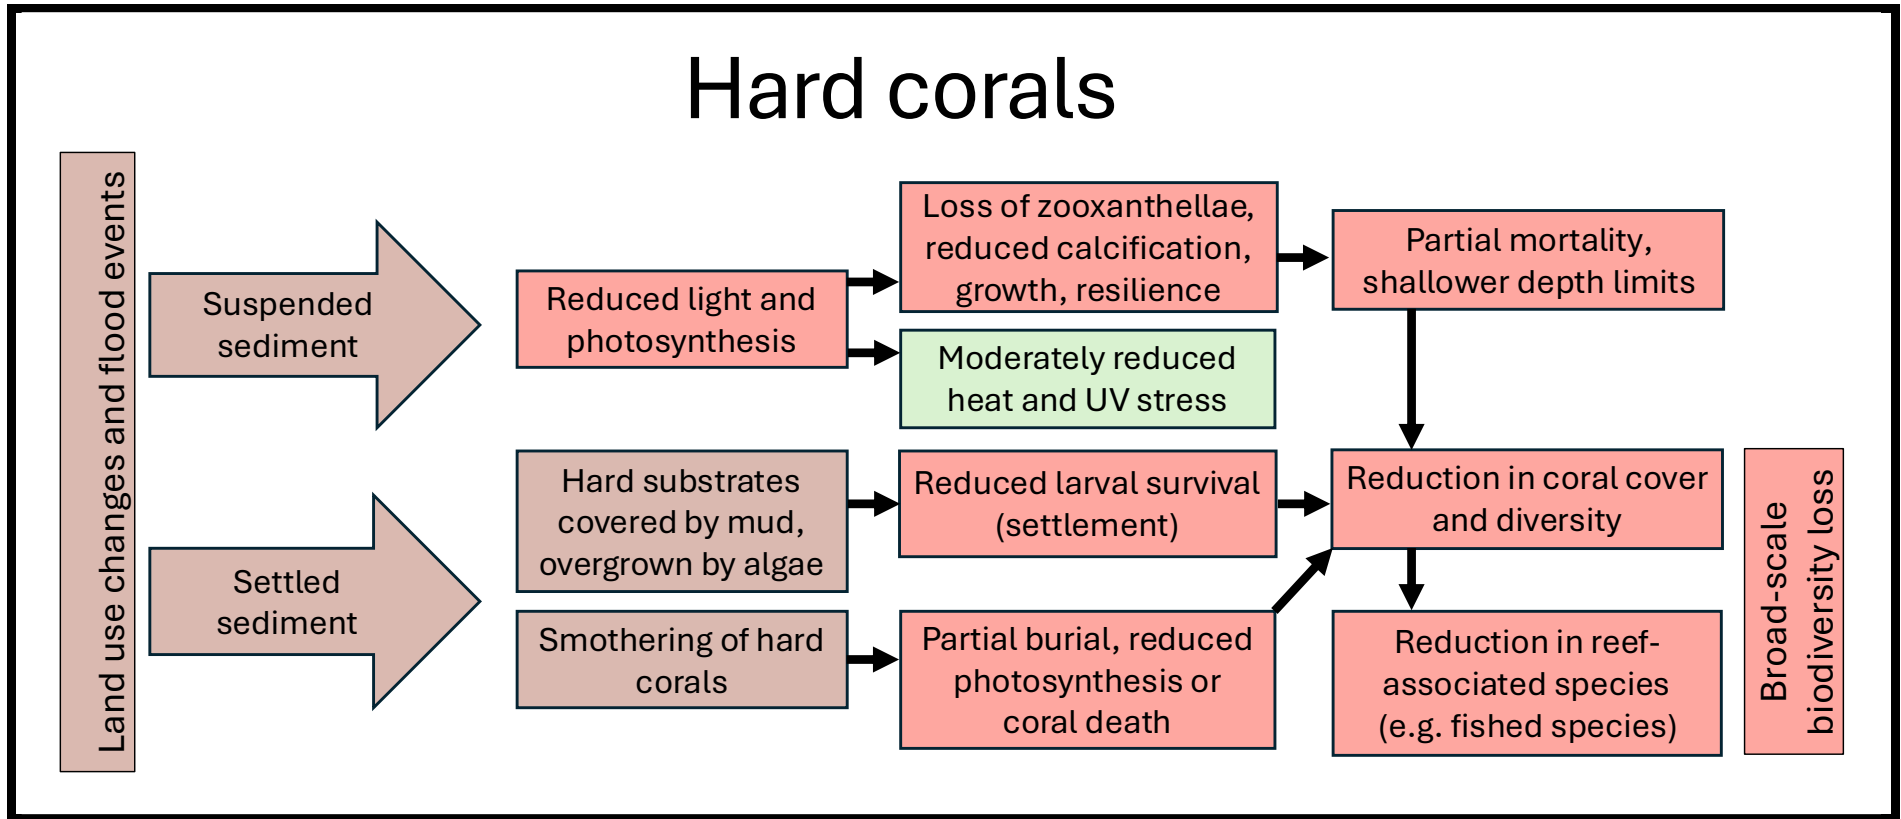 Hard corals
Land use changes and flood events
Suspended
sediment
Reduced light and
photosynthesis
Loss of zooxanthellae,
reduced calcification,
growth, resilience
Partial mortality,
shallower depth limits
Moderately reduced
heat and UV stress
Settled
sediment
Hard substrates
covered by mud,
overgrown by algae
Reduced larval survival
(settlement)
Reduction in coral cover
and diversity
Smothering of hard
corals
Partial burial, reduced
photosynthesis or
coral death
Reduction in reef-
associated species
(e.g. fished species)
Broad-scale
biodiversity loss